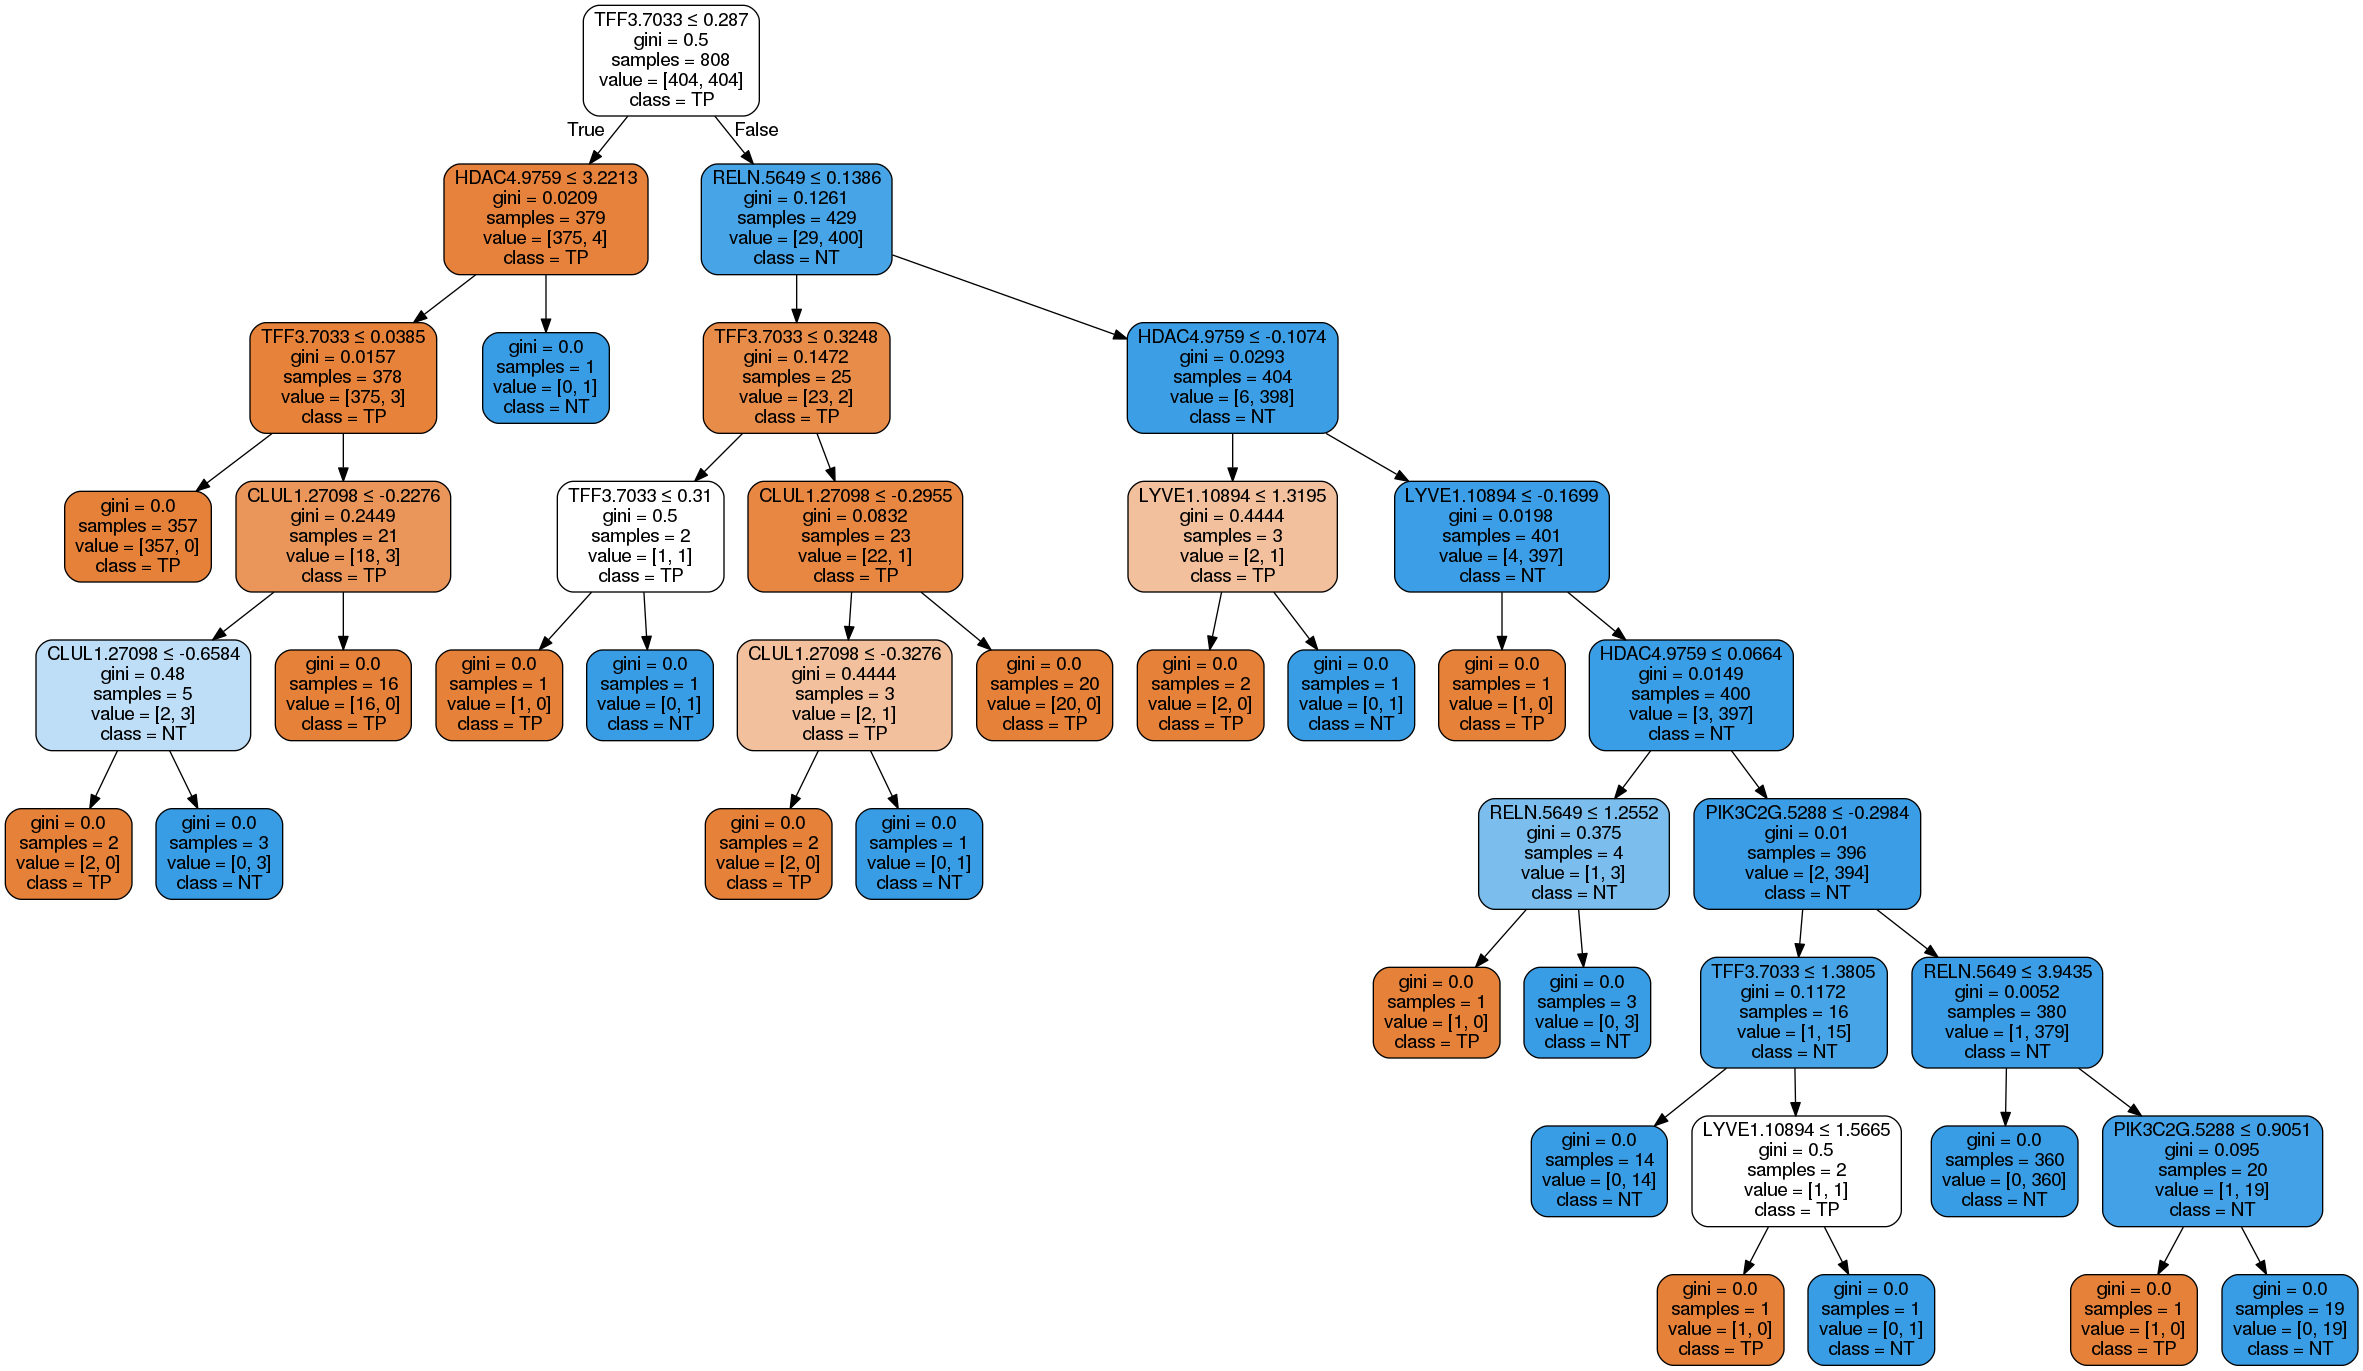 TFF3.7033 ≤ 0.287
gini = 0.5
samples = 808
value = [404, 404]
class = TP
True
False
HDAC4.9759 ≤ 3.2213
gini = 0.0209
samples = 379
value = [375, 4]
class = TP
RELN.5649 ≤ 0.1386
gini = 0.1261
samples = 429
value = [29, 400]
class = NT
TFF3.7033 ≤ 0.0385
gini = 0.0157
samples = 378
value = [375, 3]
class = TP
gini = 0.0
samples = 1
value = [0, 1]
class = NT
TFF3.7033 ≤ 0.3248
gini = 0.1472
samples = 25
value = [23, 2]
class = TP
HDAC4.9759 ≤ -0.1074
gini = 0.0293
samples = 404
value = [6, 398]
class = NT
gini = 0.0
samples = 357
value = [357, 0]
class = TP
CLUL1.27098 ≤ -0.2276
gini = 0.2449
samples = 21
value = [18, 3]
class = TP
TFF3.7033 ≤ 0.31
gini = 0.5
samples = 2
value = [1, 1]
class = TP
CLUL1.27098 ≤ -0.2955
gini = 0.0832
samples = 23
value = [22, 1]
class = TP
LYVE1.10894 ≤ 1.3195
gini = 0.4444
samples = 3
value = [2, 1]
class = TP
LYVE1.10894 ≤ -0.1699
gini = 0.0198
samples = 401
value = [4, 397]
class = NT
CLUL1.27098 ≤ -0.6584
gini = 0.48
samples = 5
value = [2, 3]
class = NT
gini = 0.0
samples = 16
value = [16, 0]
class = TP
gini = 0.0
samples = 1
value = [1, 0]
class = TP
gini = 0.0
samples = 1
value = [0, 1]
class = NT
CLUL1.27098 ≤ -0.3276
gini = 0.4444
samples = 3
value = [2, 1]
class = TP
gini = 0.0
samples = 20
value = [20, 0]
class = TP
gini = 0.0
samples = 2
value = [2, 0]
class = TP
gini = 0.0
samples = 1
value = [0, 1]
class = NT
gini = 0.0
samples = 1
value = [1, 0]
class = TP
HDAC4.9759 ≤ 0.0664
gini = 0.0149
samples = 400
value = [3, 397]
class = NT
gini = 0.0
samples = 2
value = [2, 0]
class = TP
gini = 0.0
samples = 3
value = [0, 3]
class = NT
gini = 0.0
samples = 2
value = [2, 0]
class = TP
gini = 0.0
samples = 1
value = [0, 1]
class = NT
RELN.5649 ≤ 1.2552
gini = 0.375
samples = 4
value = [1, 3]
class = NT
PIK3C2G.5288 ≤ -0.2984
gini = 0.01
samples = 396
value = [2, 394]
class = NT
gini = 0.0
samples = 1
value = [1, 0]
class = TP
gini = 0.0
samples = 3
value = [0, 3]
class = NT
TFF3.7033 ≤ 1.3805
gini = 0.1172
samples = 16
value = [1, 15]
class = NT
RELN.5649 ≤ 3.9435
gini = 0.0052
samples = 380
value = [1, 379]
class = NT
gini = 0.0
samples = 14
value = [0, 14]
class = NT
LYVE1.10894 ≤ 1.5665
gini = 0.5
samples = 2
value = [1, 1]
class = TP
gini = 0.0
samples = 360
value = [0, 360]
class = NT
PIK3C2G.5288 ≤ 0.9051
gini = 0.095
samples = 20
value = [1, 19]
class = NT
gini = 0.0
samples = 1
value = [1, 0]
class = TP
gini = 0.0
samples = 1
value = [0, 1]
class = NT
gini = 0.0
samples = 1
value = [1, 0]
class = TP
gini = 0.0
samples = 19
value = [0, 19]
class = NT